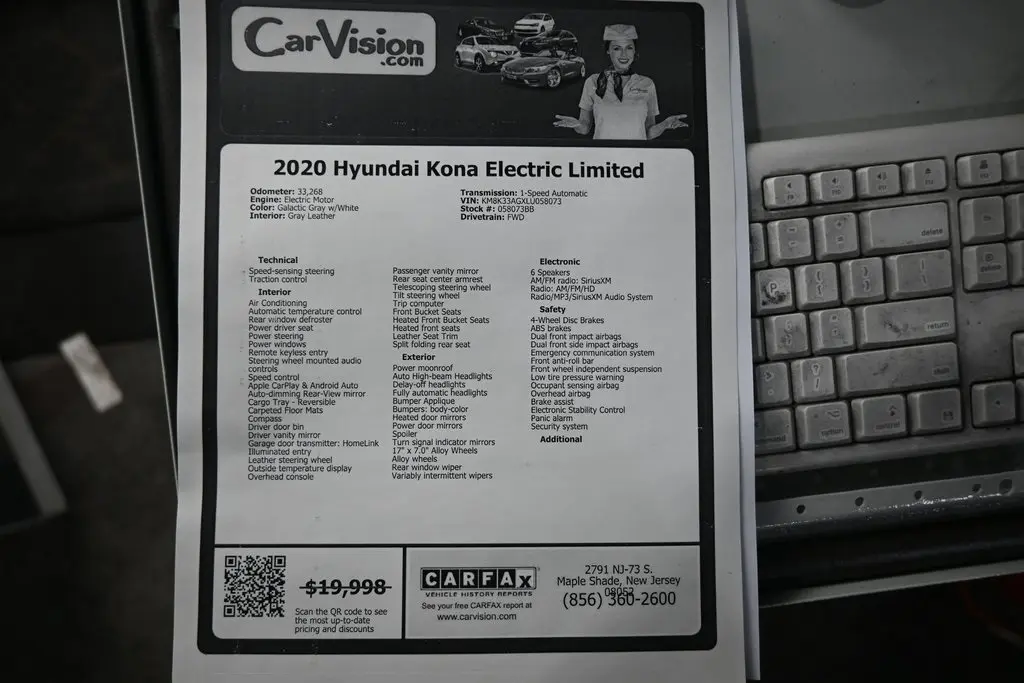 CarVision
.com
2020 Hyundai Kona Electric Limited
Odometer: 33,268
Engine: Electric Motor
Color: Galactic Gray w/White
Interior: Gray Leather
Transmission: 1-Speed Automatic
VIN: KM8K33AGXLU058073
Stock #: 058073BB
Drivetrain: FWD
Technical
Speed-sensing steering
Traction control
Interior
Air Conditioning
Automatic temperature control
Rear window defroster
Power driver seat
Power steering
Power windows
Remote keyless entry
Steering wheel mounted audio
controls
Speed control
Apple CarPlay & Android Auto
Auto-dimming Rear-View mirror
Cargo Tray - Reversible
Carpeted Floor Mats
Compass
Driver door bin
Driver vanity mirror
Garage door transmitter: HomeLink
Illuminated entry
Leather steering wheel
Outside temperature display
Overhead console
Passenger vanity mirror
Rear seat center armrest
Telescoping steering wheel
Tilt steering wheel
Trip computer
Front Bucket Seats
Heated Front Bucket Seats
Heated front seats
Leather Seat Trim
Split folding rear seat
Exterior
Power moonroof
Auto High-beam Headlights
Delay-off headlights
Fully automatic headlights
Bumper Applique
Bumpers: body-color
Heated door mirrors
Power door mirrors
Spoiler
Turn signal indicator mirrors
17" x 7.0" Alloy Wheels
Alloy wheels
Rear window wiper
Variably intermittent wipers
Electronic
6 Speakers
AM/FM radio: SiriusXM
Radio: AM/FM/HD
Radio/MP3/SiriusXM Audio System
Safety
4-Wheel Disc Brakes
ABS brakes
Dual front impact airbags
Dual front side impact airbags
Emergency communication system
Front anti-roll bar
Front wheel independent suspension
Low tire pressure warning
Occupant sensing airbag
Overhead airbag
Brake assist
Electronic Stability Control
Panic alarm
Security system
Additional
$19,998
Scan the QR code to see
the most up-to-date
pricing and discounts
CARFAX
VEHICLE HISTORY REPORTS
See your free CARFAX report at
www.carvision.com
2791 NJ-73 S.
Maple Shade, New Jersey
08052
(856) 360-2600
delete
P
return
shift
option
control
delete